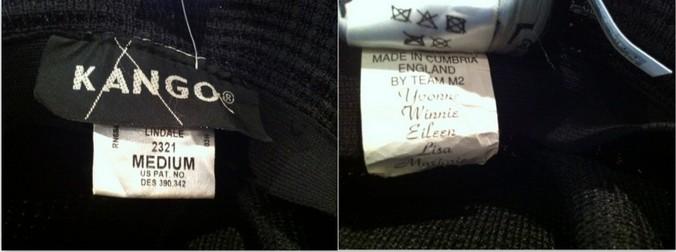 KANGO®
LINDALE
2321
MEDIUM
US PAT. NO.
DES 390,342
MADE IN CUMBRIA
ENGLAND
BY TEAM M2
Yvonne
Winnie
Eileen
Lisa
Marjorie